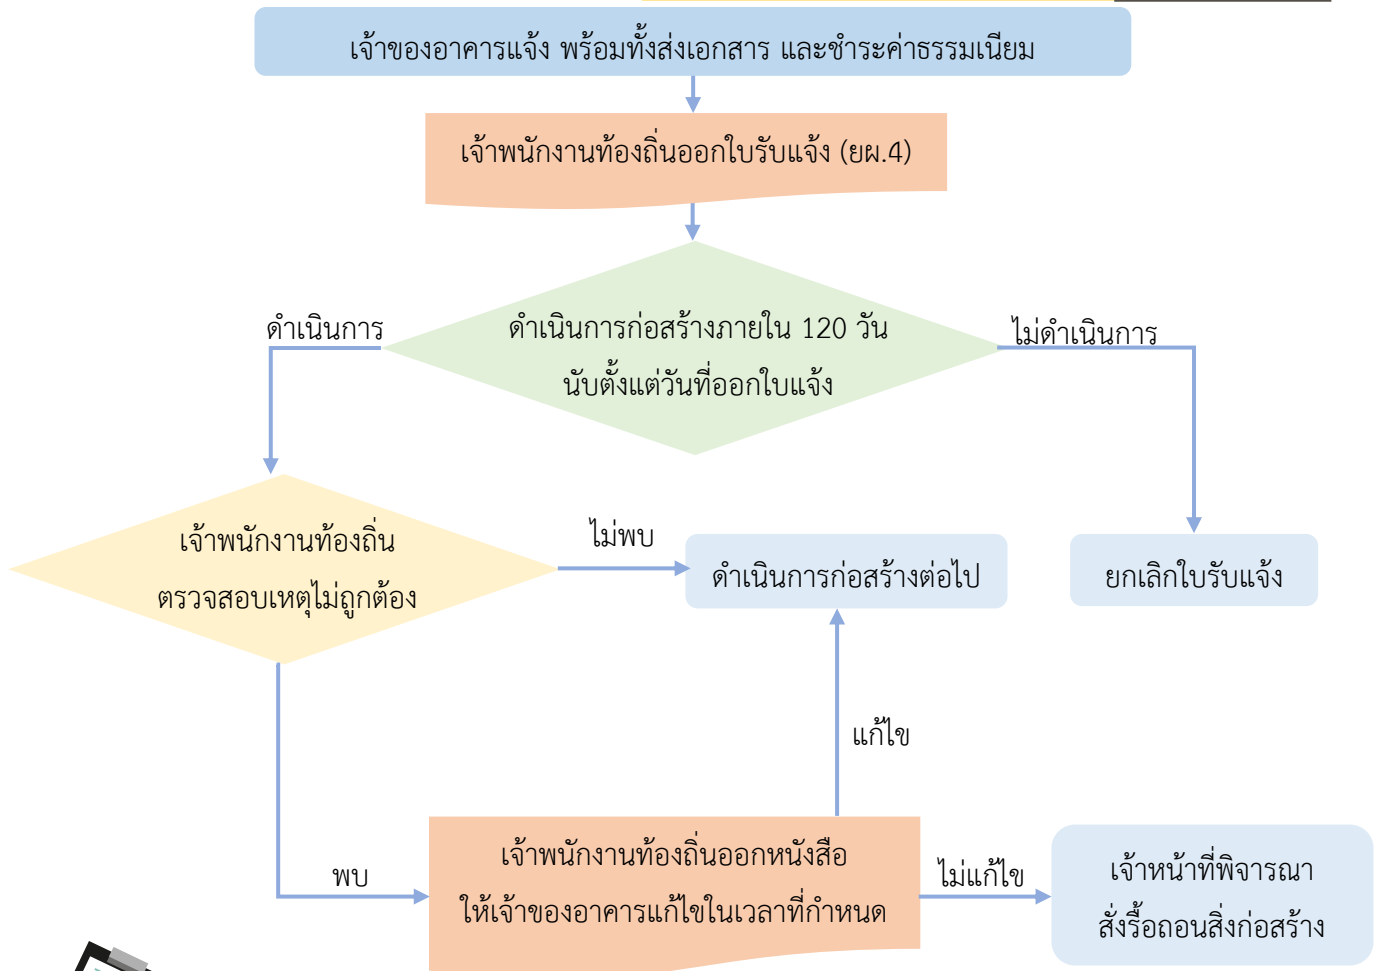 เจ้าของอาคารแจ้ง พร้อมทั้งส่งเอกสาร และชำระค่าธรรมเนียม
เจ้าพนักงานท้องถิ่นออกใบรับแจ้ง (ยผ.4)
ดำเนินการก่อสร้างภายใน 120 วัน
นับตั้งแต่วันที่ออกใบแจ้ง
ดำเนินการ
ไม่ดำเนินการ
เจ้าพนักงานท้องถิ่น
ตรวจสอบเหตุไม่ถูกต้อง
ไม่พบ
ดำเนินการก่อสร้างต่อไป
ยกเลิกใบรับแจ้ง
แก้ไข
พบ
เจ้าพนักงานท้องถิ่นออกหนังสือ
ให้เจ้าของอาคารแก้ไขในเวลาที่กำหนด
ไม่แก้ไข
เจ้าหน้าที่พิจารณา
สั่งรื้อถอนสิ่งก่อสร้าง